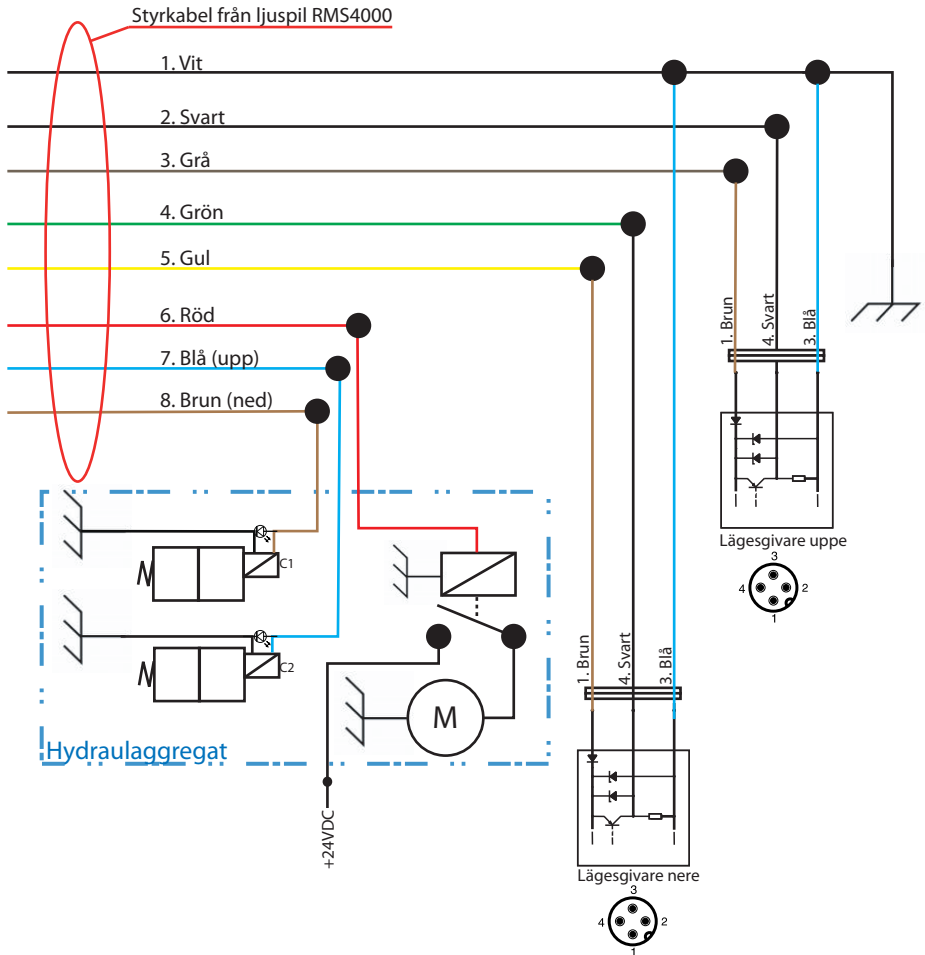 Styrkabel från ljuspil RMS4000
1. Vit
2. Svart
3. Grå
4. Grön
5. Gul
6. Röd
7. Blå (upp)
8. Brun (ned)
1. Brun
4. Svart
3. Blå
Lägesgivare uppe
3
4
2
1
C1
C2
M
Hydraulaggregat
+24VDC
1. Brun
4. Svart
3. Blå
Lägesgivare nere
3
4
2
1